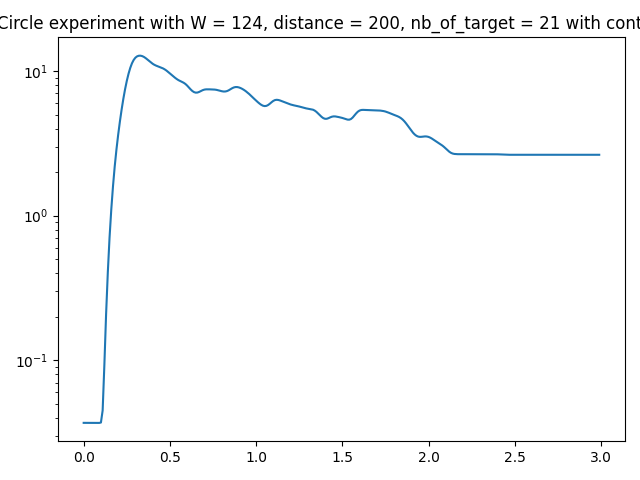 Circle experiment with W = 124, distance = 200, nb_of_target = 21 with cont
10¹
10⁰
10⁻¹
0.0 0.5 1.0 1.5 2.0 2.5 3.0